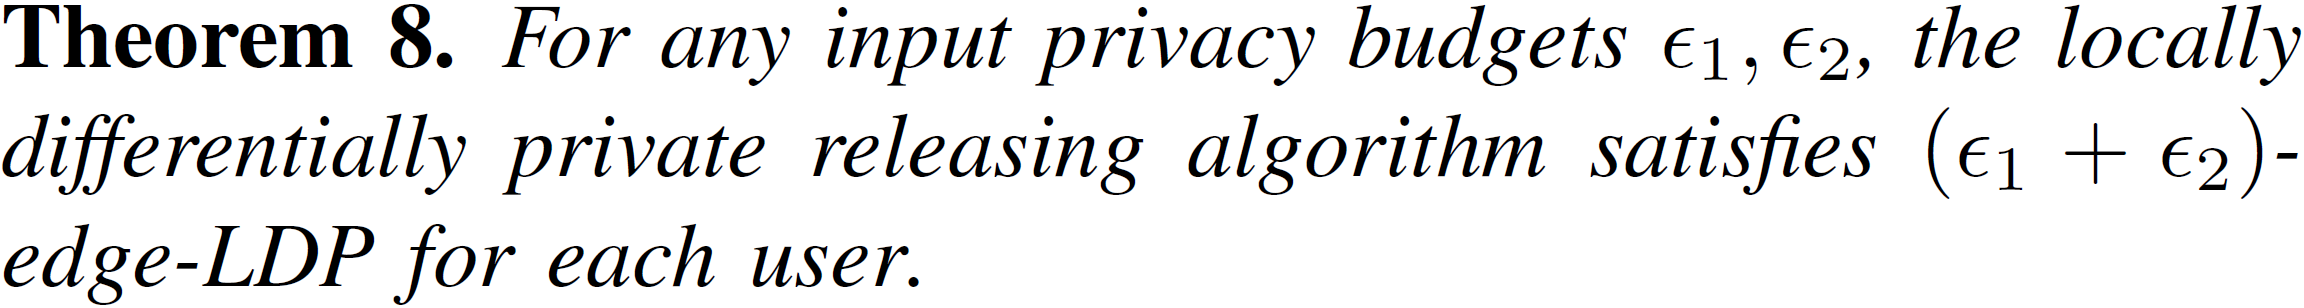 Theorem 8. For any input privacy budgets ϵ₁, ϵ₂, the locally
differentially private releasing algorithm satisfies (ϵ₁ + ϵ₂)-
edge-LDP for each user.